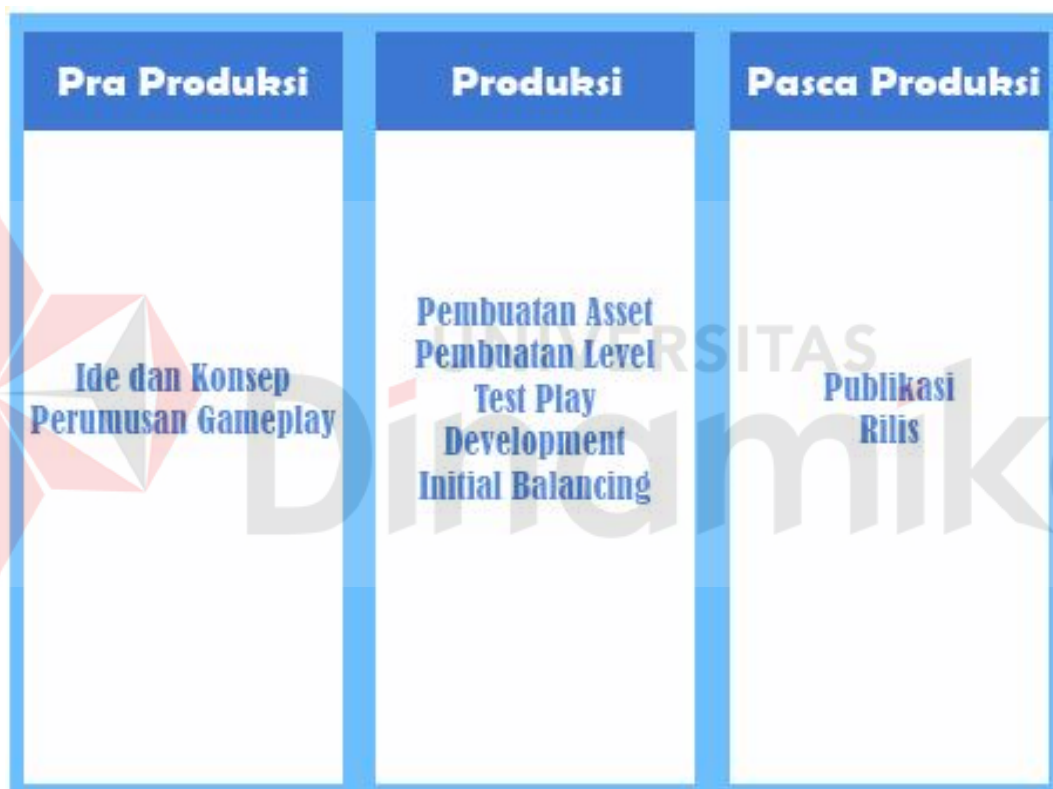 Pra Produksi
Ide dan Konsep
Perumusan Gameplay
Produksi
Pembuatan Asset
Pembuatan Level
Test Play
Development
Initial Balancing
Pasca Produksi
Publikasi
Rilis
UNIVERSITAS
Dinamik